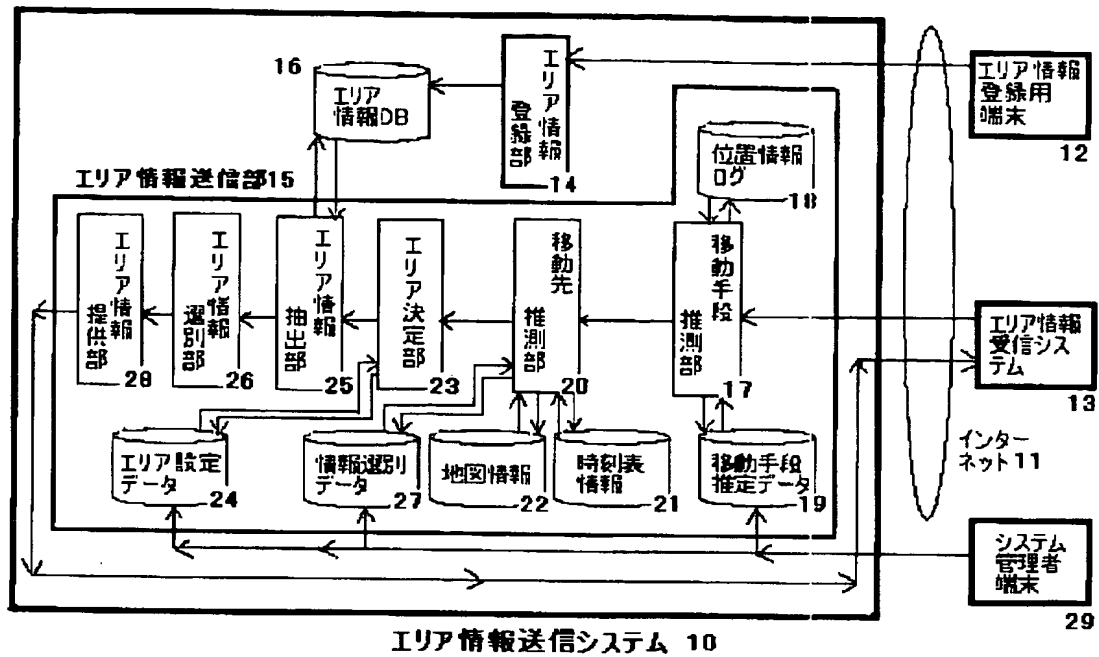 16
エリア
情報DB
エリア情報
登録部
14
エリア情報
登録用
端末
12
位置情報
ログ
18
エリア情報送信部15
エリア情報
提供部
28
エリア情報
選別部
26
エリア情報
抽出部
25
エリア決定部
23
移動先
推測部
20
移動手段
推測部
17
エリア情報
受信シス
テム
13
エリア設定
データ
24
情報選別
データ
27
地図情報
22
時刻表
情報
21
移動手段
推定データ
19
インター
ネット11
システム
管理者
端末
29
エリア情報送信システム 10